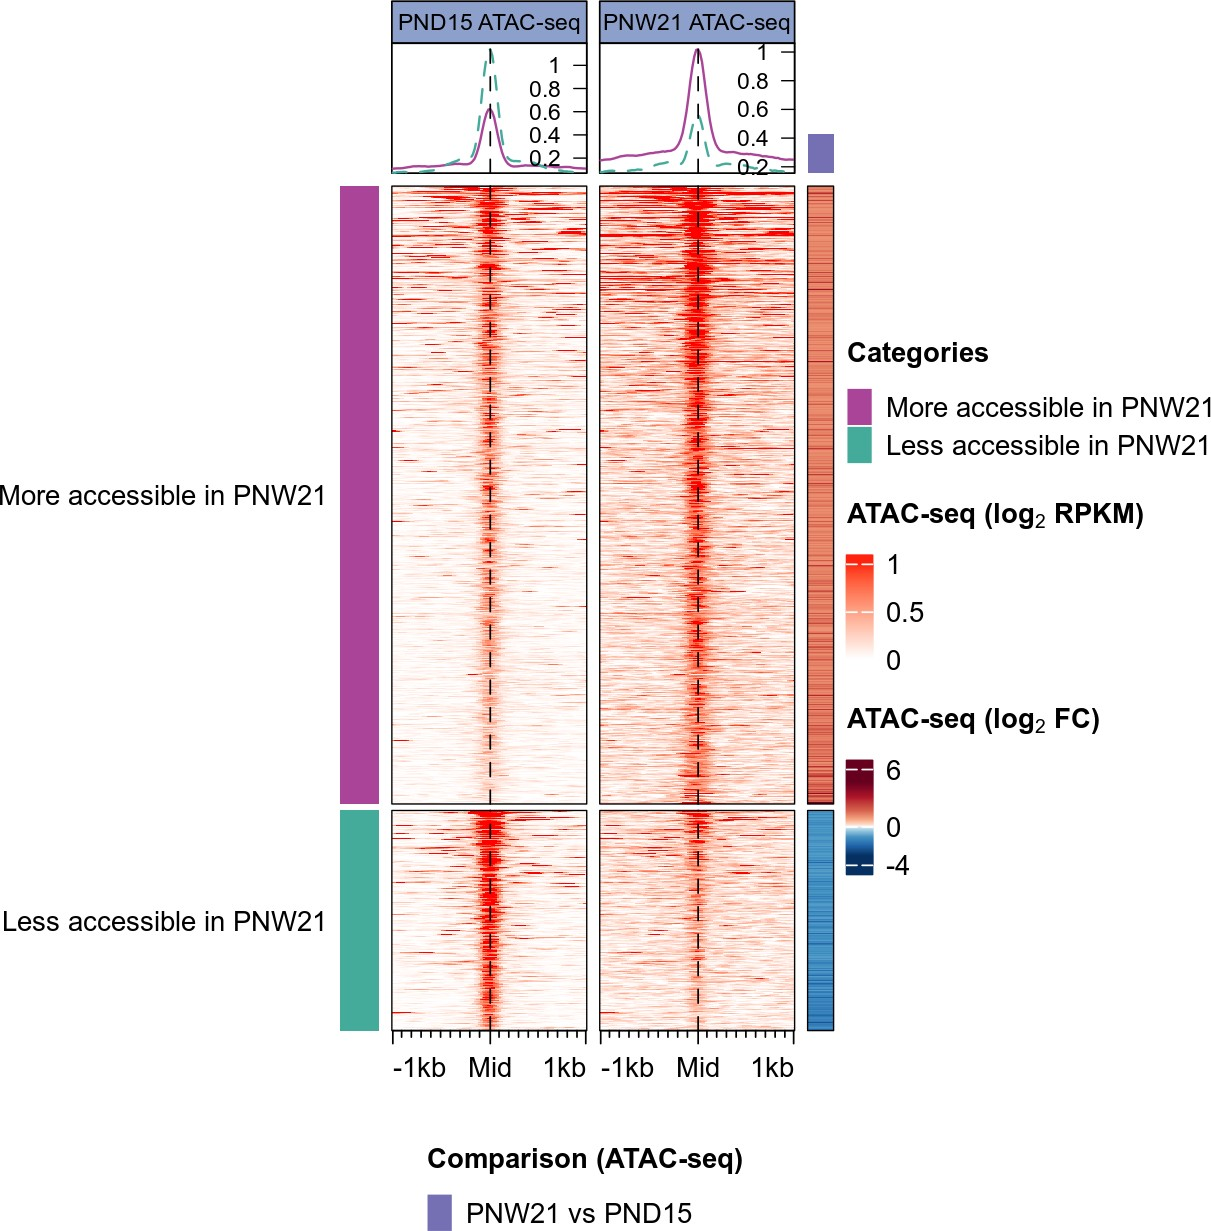 PND15 ATAC-seq
PNW21 ATAC-seq
1
0.8
0.6
0.4
0.2
1
0.8
0.6
0.4
0.2
More accessible in PNW21
Less accessible in PNW21
-1kb Mid 1kb
-1kb Mid 1kb
Categories
More accessible in PNW21
Less accessible in PNW21
ATAC-seq (log₂ RPKM)
1
0.5
0
ATAC-seq (log₂ FC)
6
0
-4
Comparison (ATAC-seq)
PNW21 vs PND15